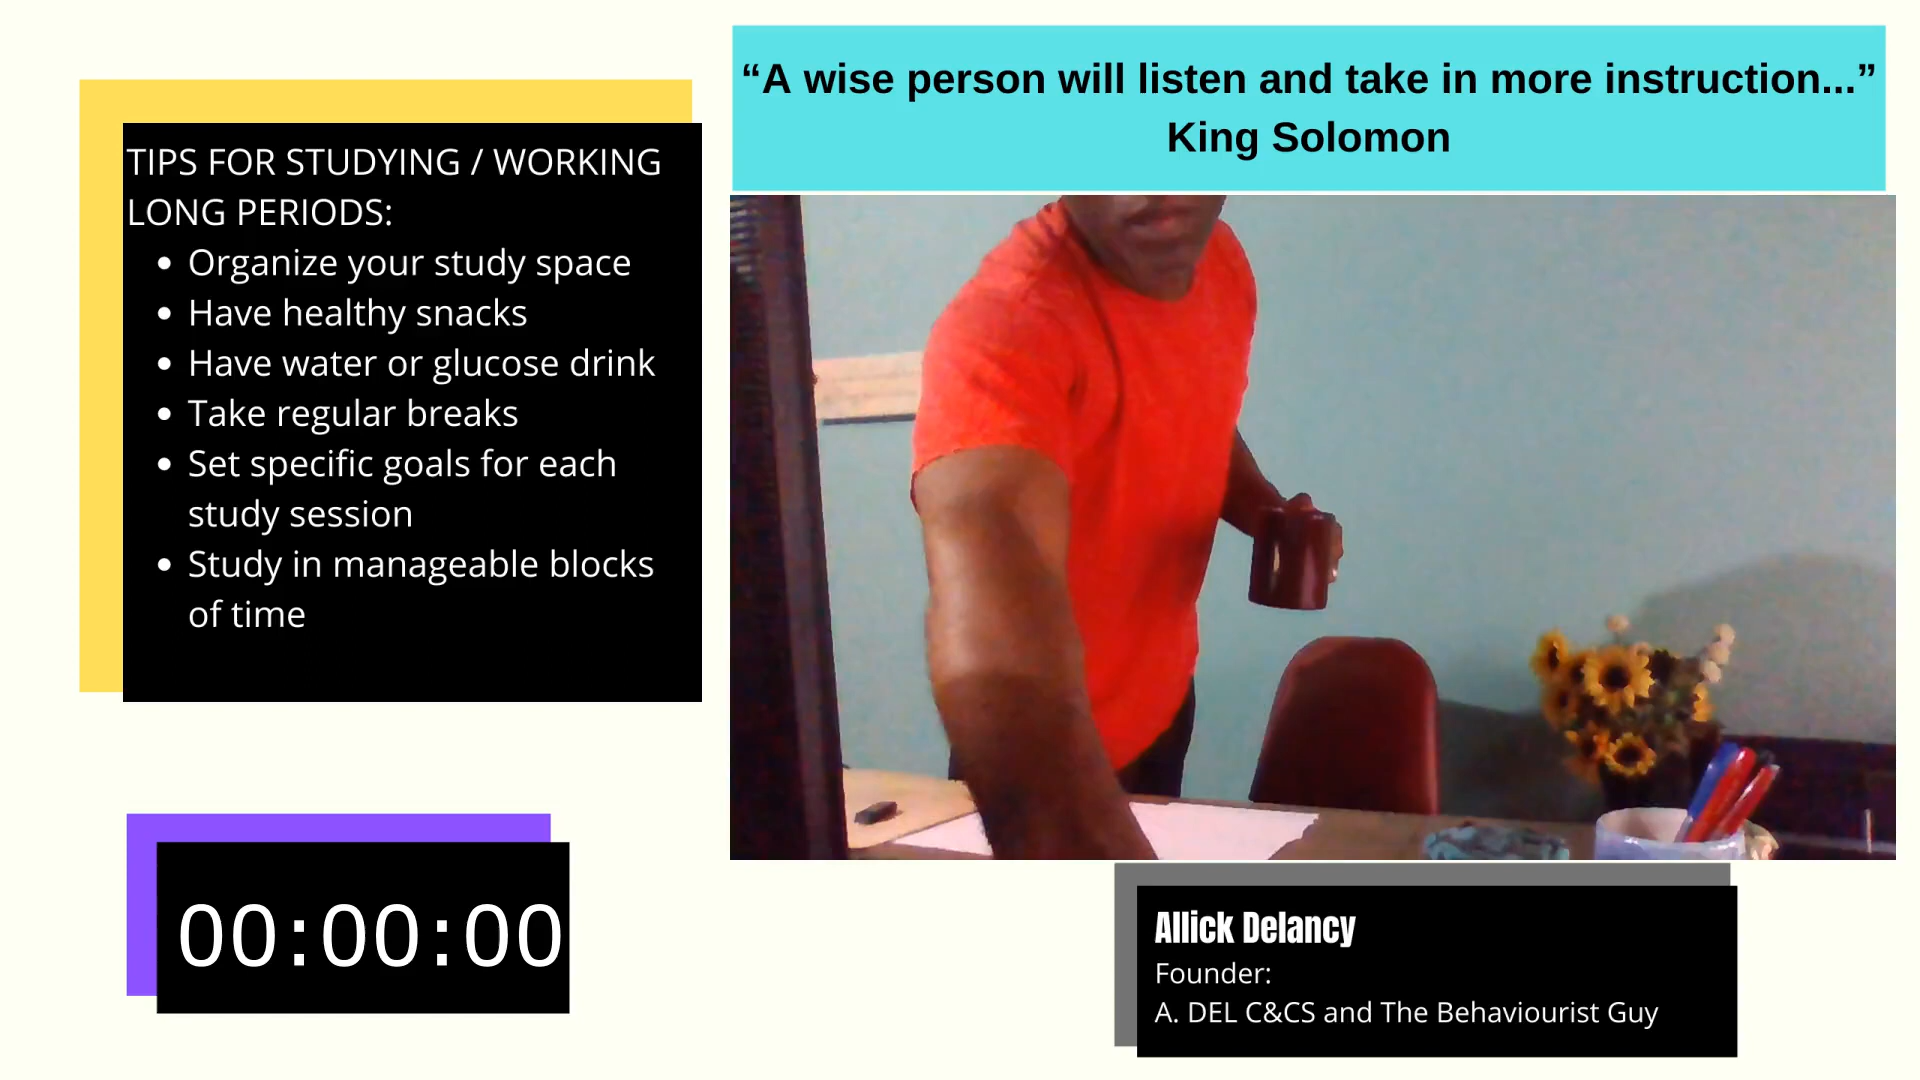 “A wise person will listen and take in more instruction...”
King Solomon
TIPS FOR STUDYING / WORKING
LONG PERIODS:
• Organize your study space
• Have healthy snacks
• Have water or glucose drink
• Take regular breaks
• Set specific goals for each
study session
• Study in manageable blocks
of time
00:00:00
Allick Delancy
Founder:
A. DEL C&CS and The Behaviourist Guy